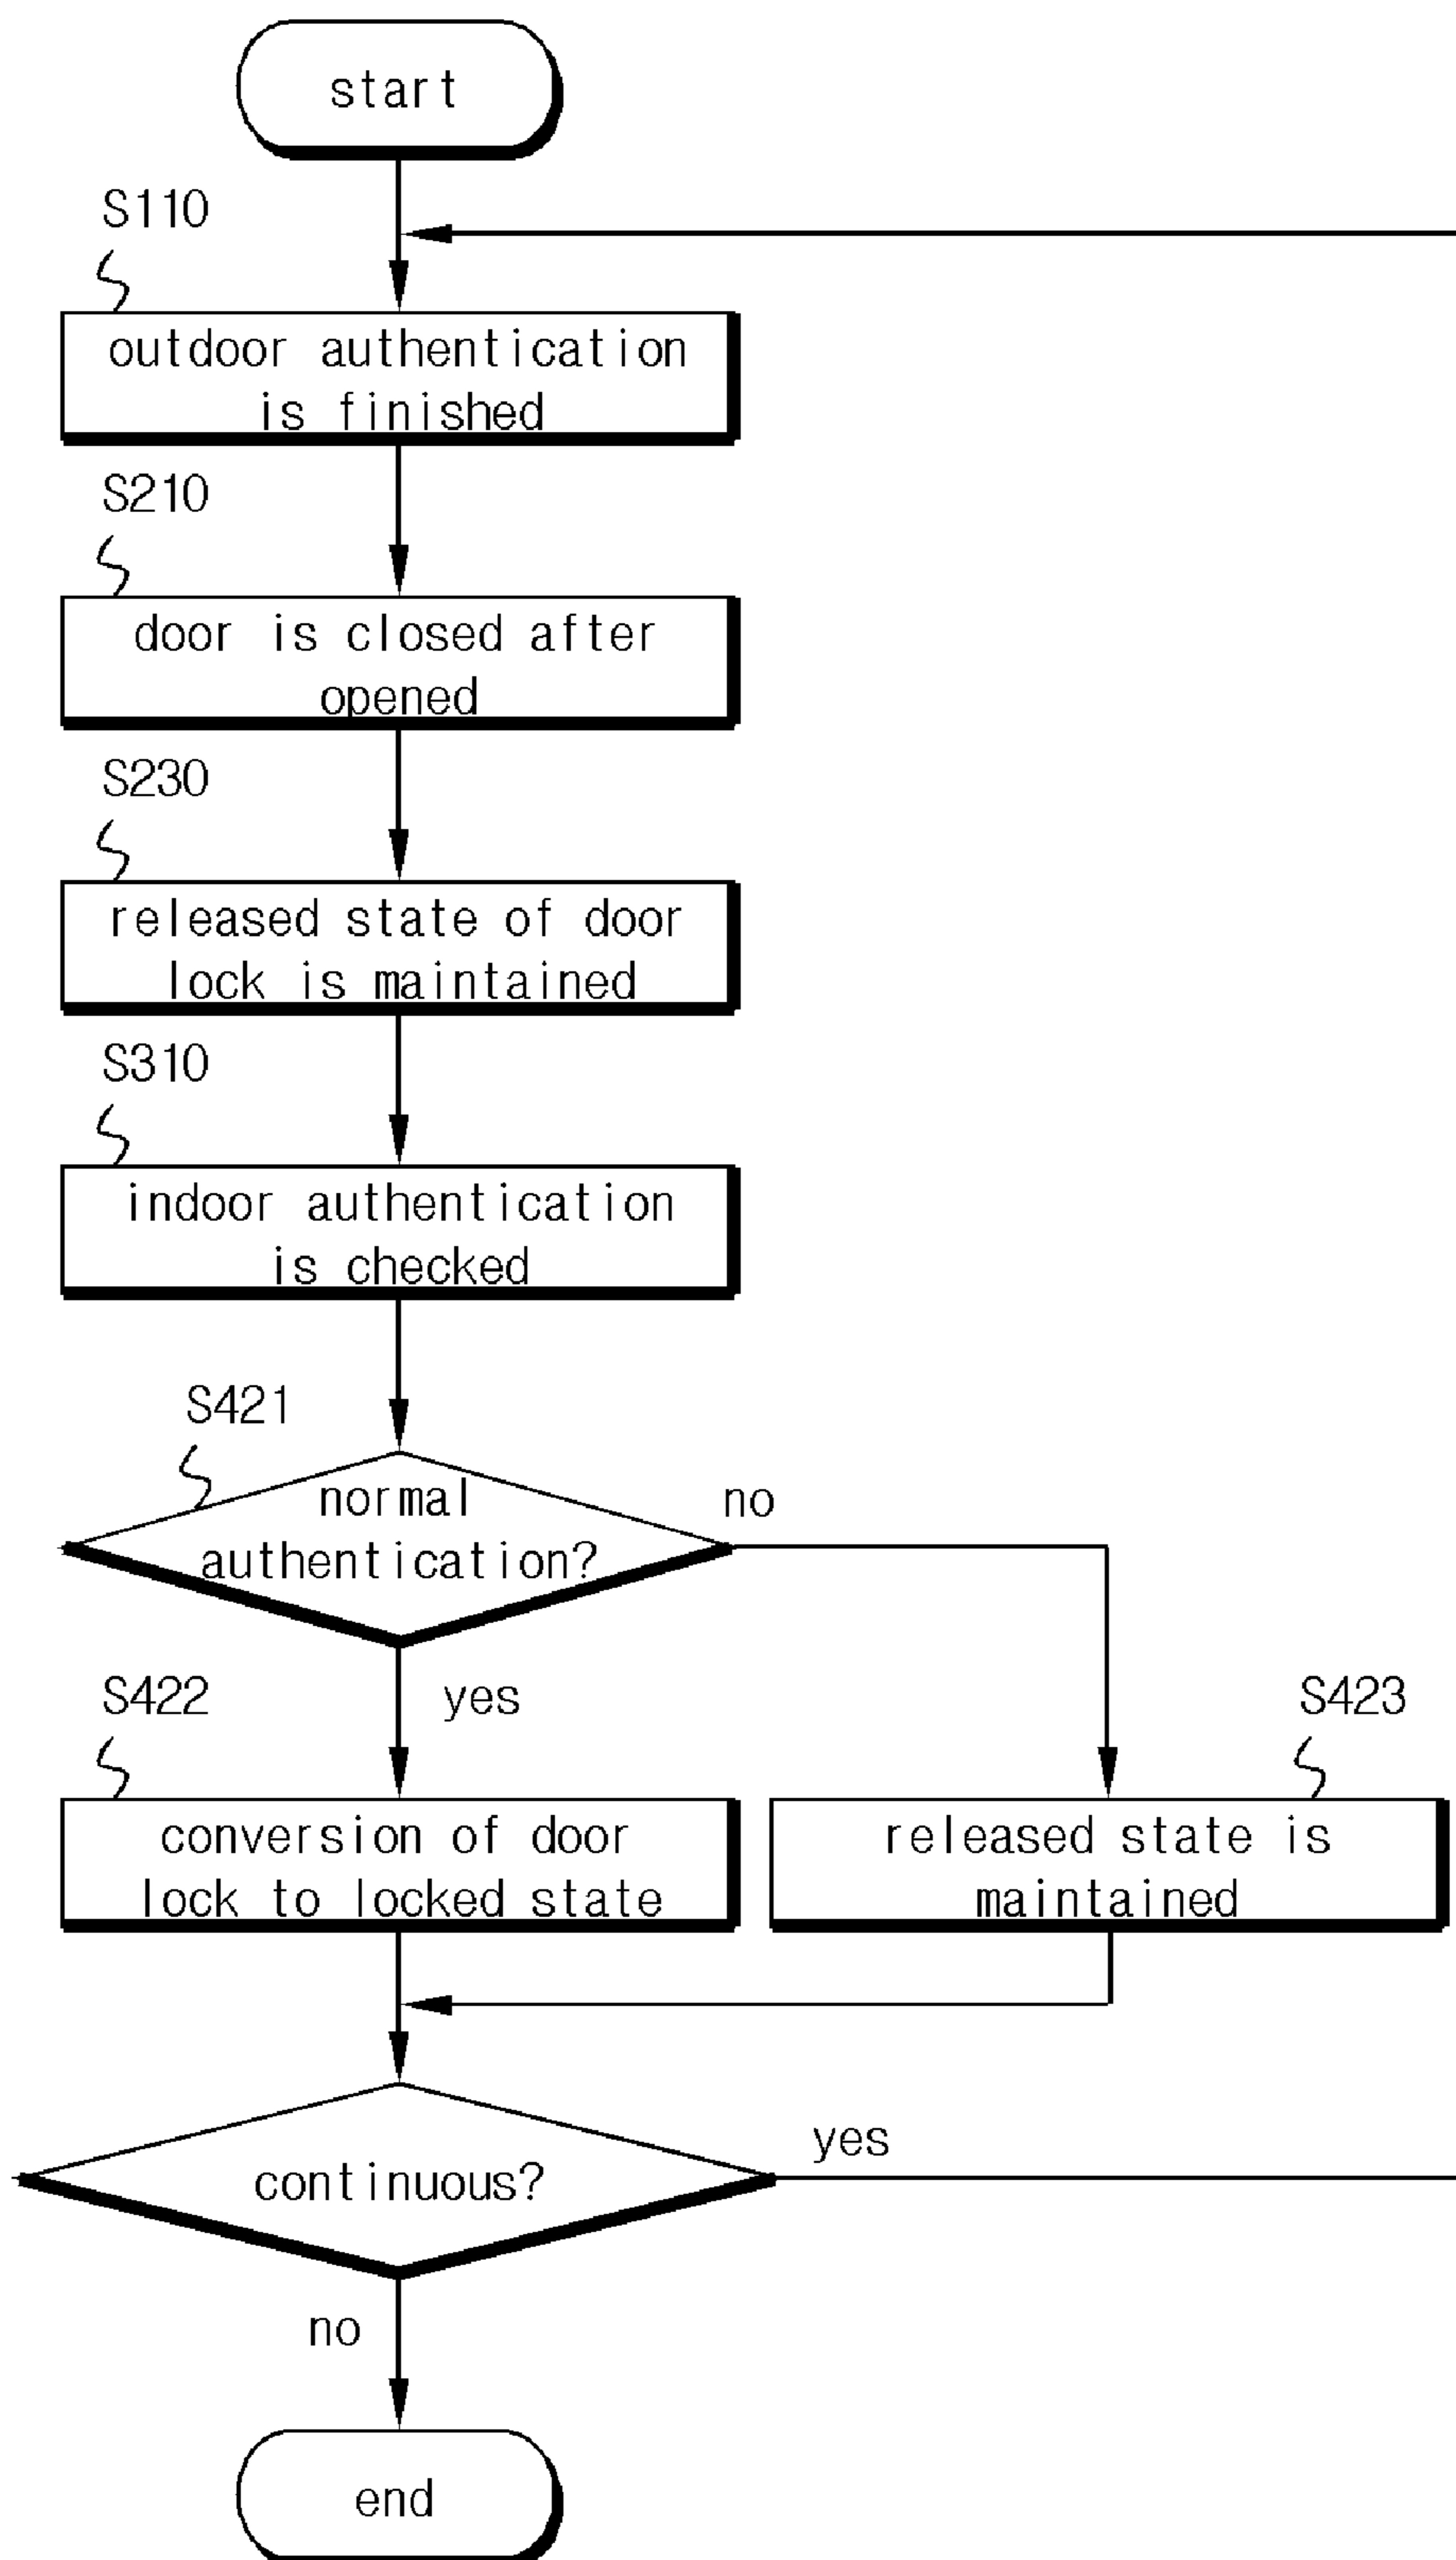 start
S110
outdoor authentication
is finished
S210
door is closed after
opened
S230
released state of door
lock is maintained
S310
indoor authentication
is checked
S421
normal
authentication?
no
yes
S422
conversion of door
lock to locked state
S423
released state is
maintained
continuous?
yes
no
end